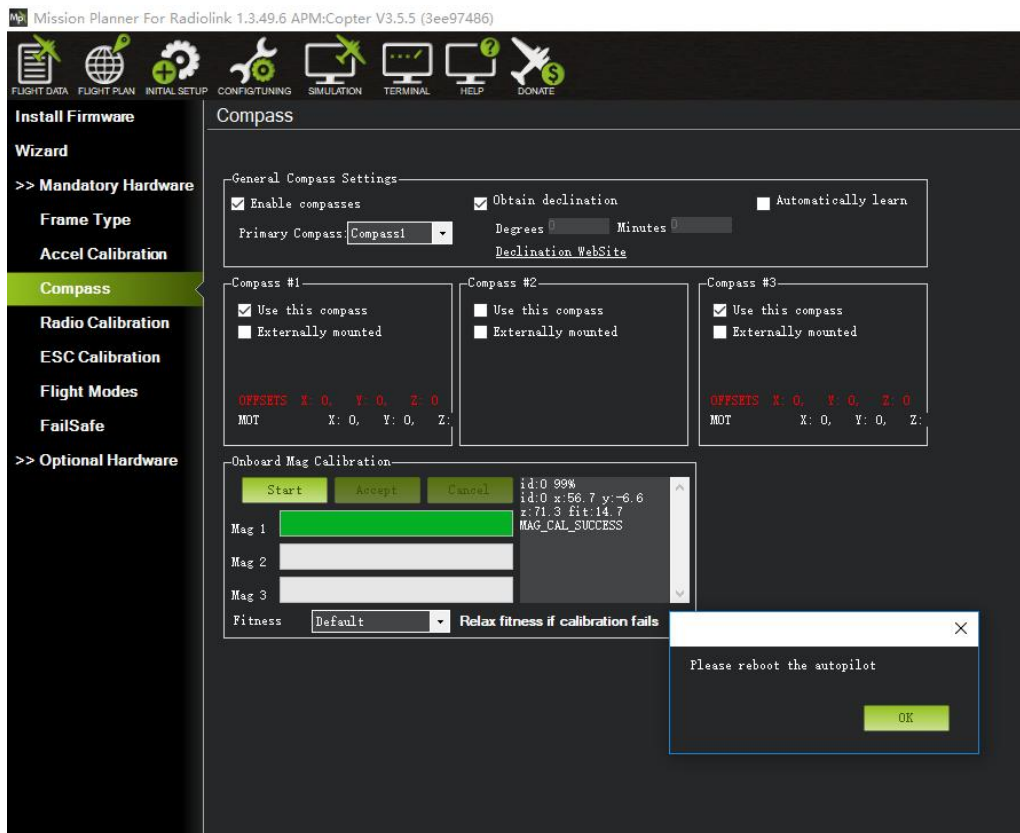 Mission Planner For Radiolink 1.3.49.6 APM:Copter V3.5.5 (3ee97486)
FLIGHT DATA FLIGHT PLAN INITIAL SETUP CONFIG/TUNING SIMULATION TERMINAL HELP DONATE
Install Firmware
Wizard
>> Mandatory Hardware
Frame Type
Accel Calibration
Compass
Radio Calibration
ESC Calibration
Flight Modes
FailSafe
>> Optional Hardware
Compass
General Compass Settings
Enable compasses
Obtain declination
Automatically learn
Primary Compass: Compass1
Degrees 0 Minutes 0
Declination WebSite
Compass #1
Use this compass
Externally mounted
OFFSETS X: 0, Y: 0, Z: 0
MOT X: 0, Y: 0, Z:
Compass #2
Use this compass
Externally mounted
Compass #3
Use this compass
Externally mounted
OFFSETS X: 0, Y: 0, Z: 0
MOT X: 0, Y: 0, Z:
Onboard Mag Calibration
Start Accept Cancel
Mag 1
Mag 2
Mag 3
id:0 99%
id:0 x:56.7 y:-6.6
z:71.3 fit:14.7
MAG_CAL_SUCCESS
Fitness Default Relax fitness if calibration fails
Please reboot the autopilot
OK